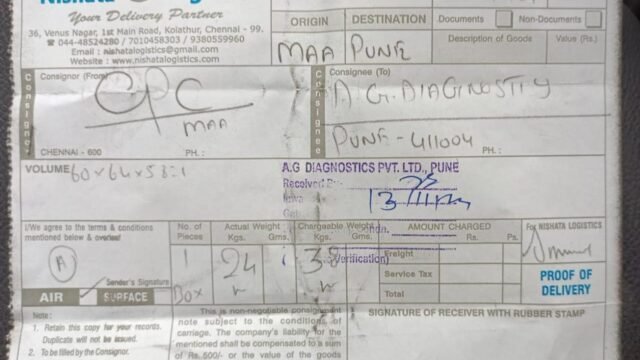 Nishata
Your Delivery Partner
36, Venus Nagar, 1st Main Road, Kolathur, Chennai - 99.
☎ 044-48524280 / 7010458303 / 9380559960
Email : nishatalogistics@gmail.com
Website : www.nishatalogistics.com
ORIGIN DESTINATION
MAA PUNE
Documents Non-Documents
Description of Goods Value (Rs.)
Consignor
Consignor (From)
CPC
MAA
CHENNAI - 600 PH. :
Consignee
Consignee (To)
A.G. DIAGNOSTIY
PUNE - 411004
PH. :
VOLUME 60×64×53:1
A.G DIAGNOSTICS PVT. LTD., PUNE
Received
I/We agree to the terms & conditions
mentioned below & overleaf
A
Sender's Signature
AIR SURFACE
No. of Pieces
1
Box
Actual Weight
Kgs. Gms.
24
Chargeable Weight
Kgs. Gms.
38
Verification)
AMOUNT CHARGED
Rs. Ps.
Freight
Service Tax
Total
For NISHATA LOGISTICS
PROOF OF
DELIVERY
Note :
1. Retain this copy for your records.
Duplicate will not be issued.
2. To be filled by the Consignor.
This is non-negotiable consignment
note subject to the condition of
carriage. The company's liability for the
mentioned shall be compensated to a sum
of Rs. 500/- or the value of the goods
SIGNATURE OF RECEIVER WITH RUBBER STAMP